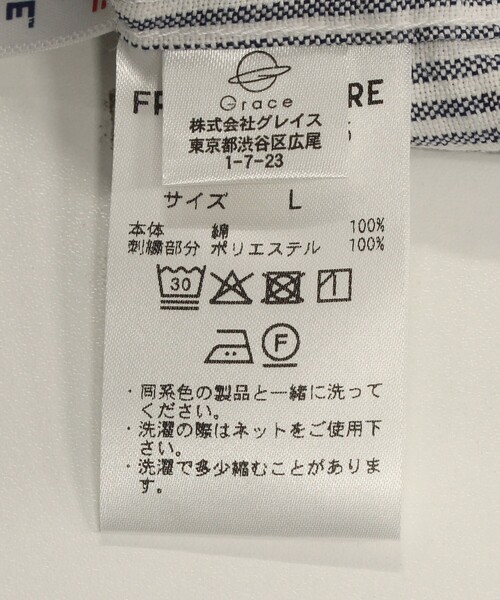 Grace
FR RE
株式会社グレイス
東京都渋谷区広尾
1-7-23
サイズ L
本体 綿 100%
刺繍部分 ポリエステル 100%
30
F
・同系色の製品と一緒に洗って
ください。
・洗濯の際はネットをご使用下
さい。
・洗濯で多少縮むことがありま
す。